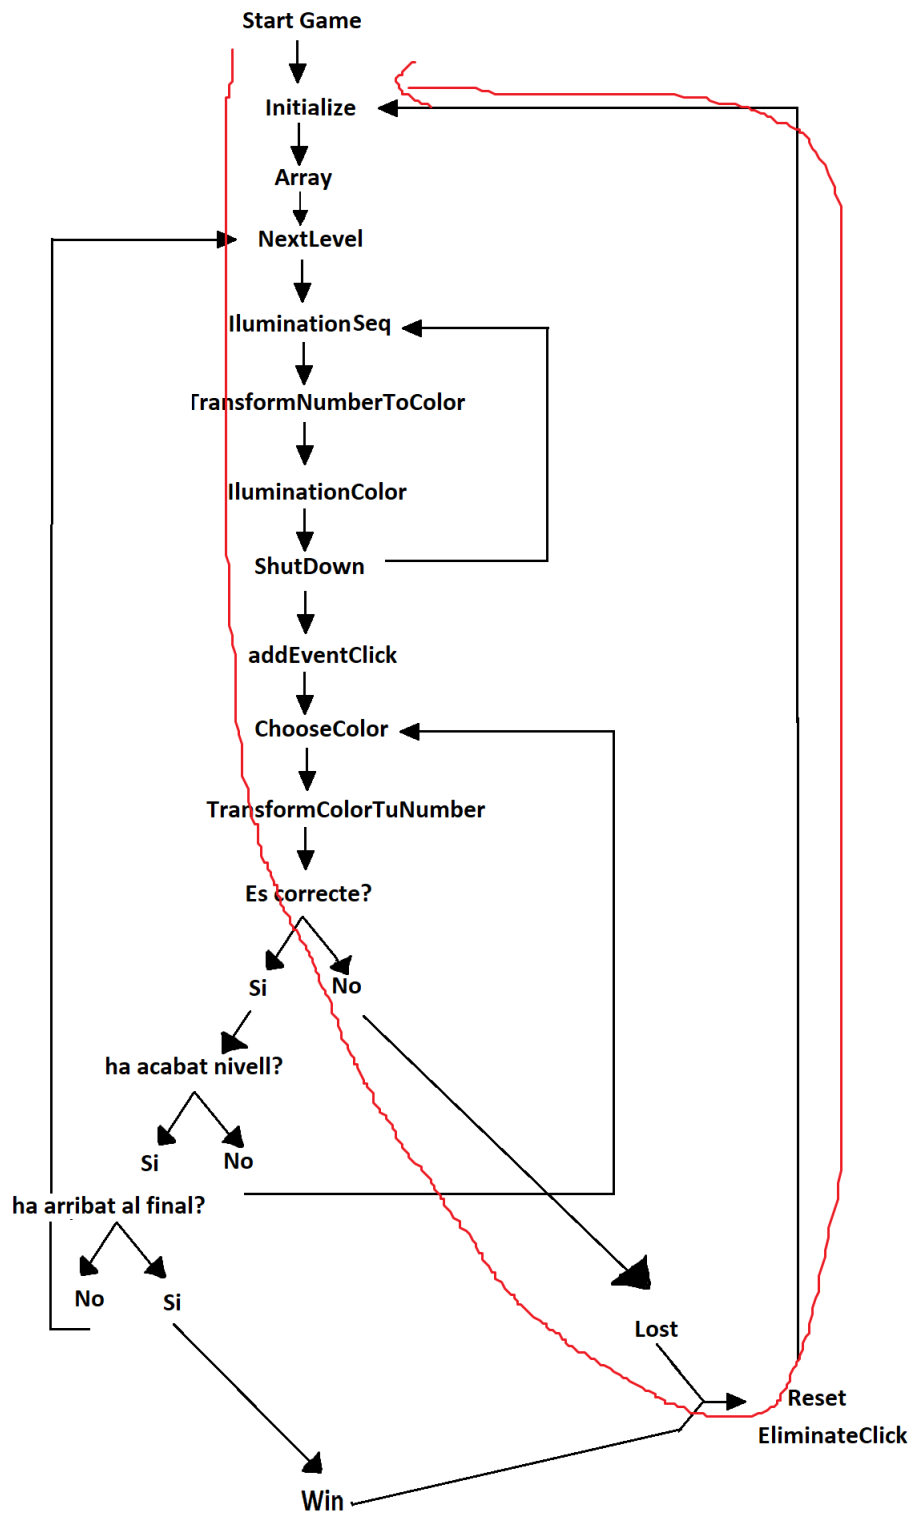 Start Game
Initialize
Array
NextLevel
IluminationSeq
TransformNumberToColor
IluminationColor
ShutDown
addEventClick
ChooseColor
TransformColorTuNumber
Es correcte?
Si
No
ha acabat nivell?
Si
No
ha arribat al final?
No
Si
Lost
Reset
EliminateClick
Win